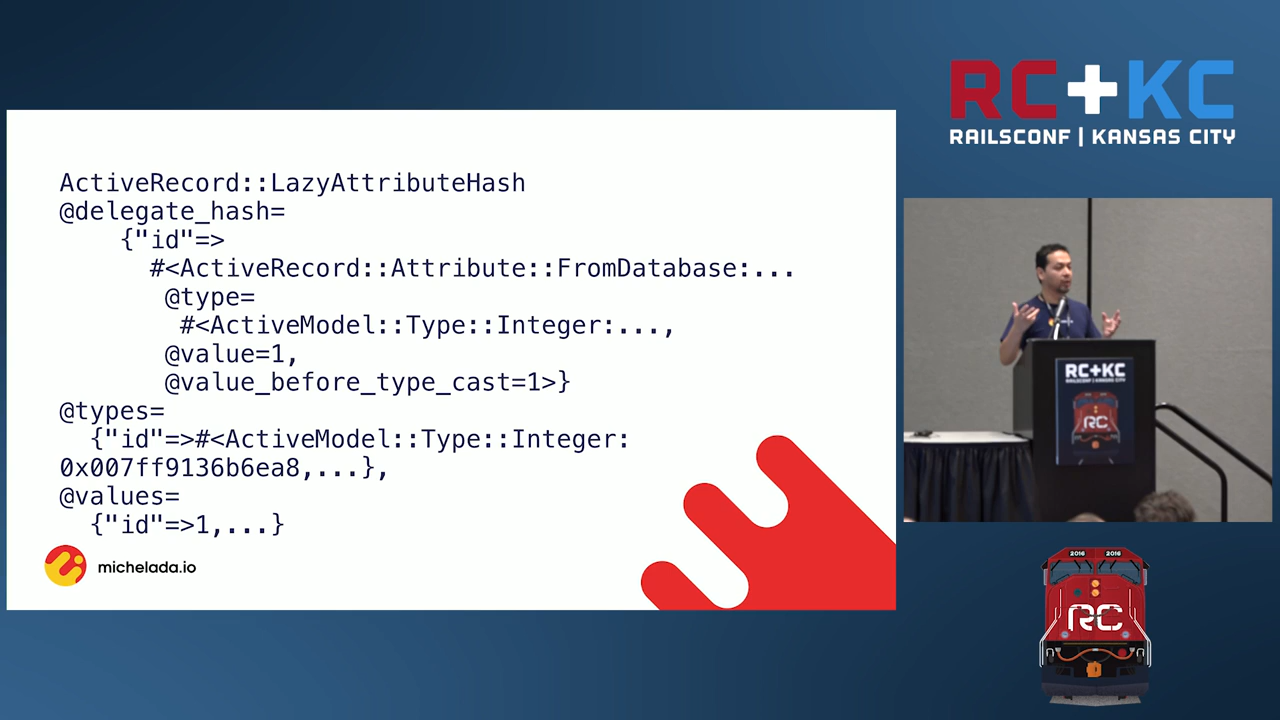 ActiveRecord::LazyAttributeHash
@delegate_hash=
{"id"=>
#<ActiveRecord::Attribute::FromDatabase:...
@type=
#<ActiveModel::Type::Integer:...,
@value=1,
@value_before_type_cast=1>}
@types=
{"id"=>#<ActiveModel::Type::Integer:
0x007ff9136b6ea8,...},
@values=
{"id"=>1,...}
michelada.io
RC+KC
RAILSCONF | KANSAS CITY
RC+KC
RAILSCONF | KANSAS CITY
RC
2016 2016
RC